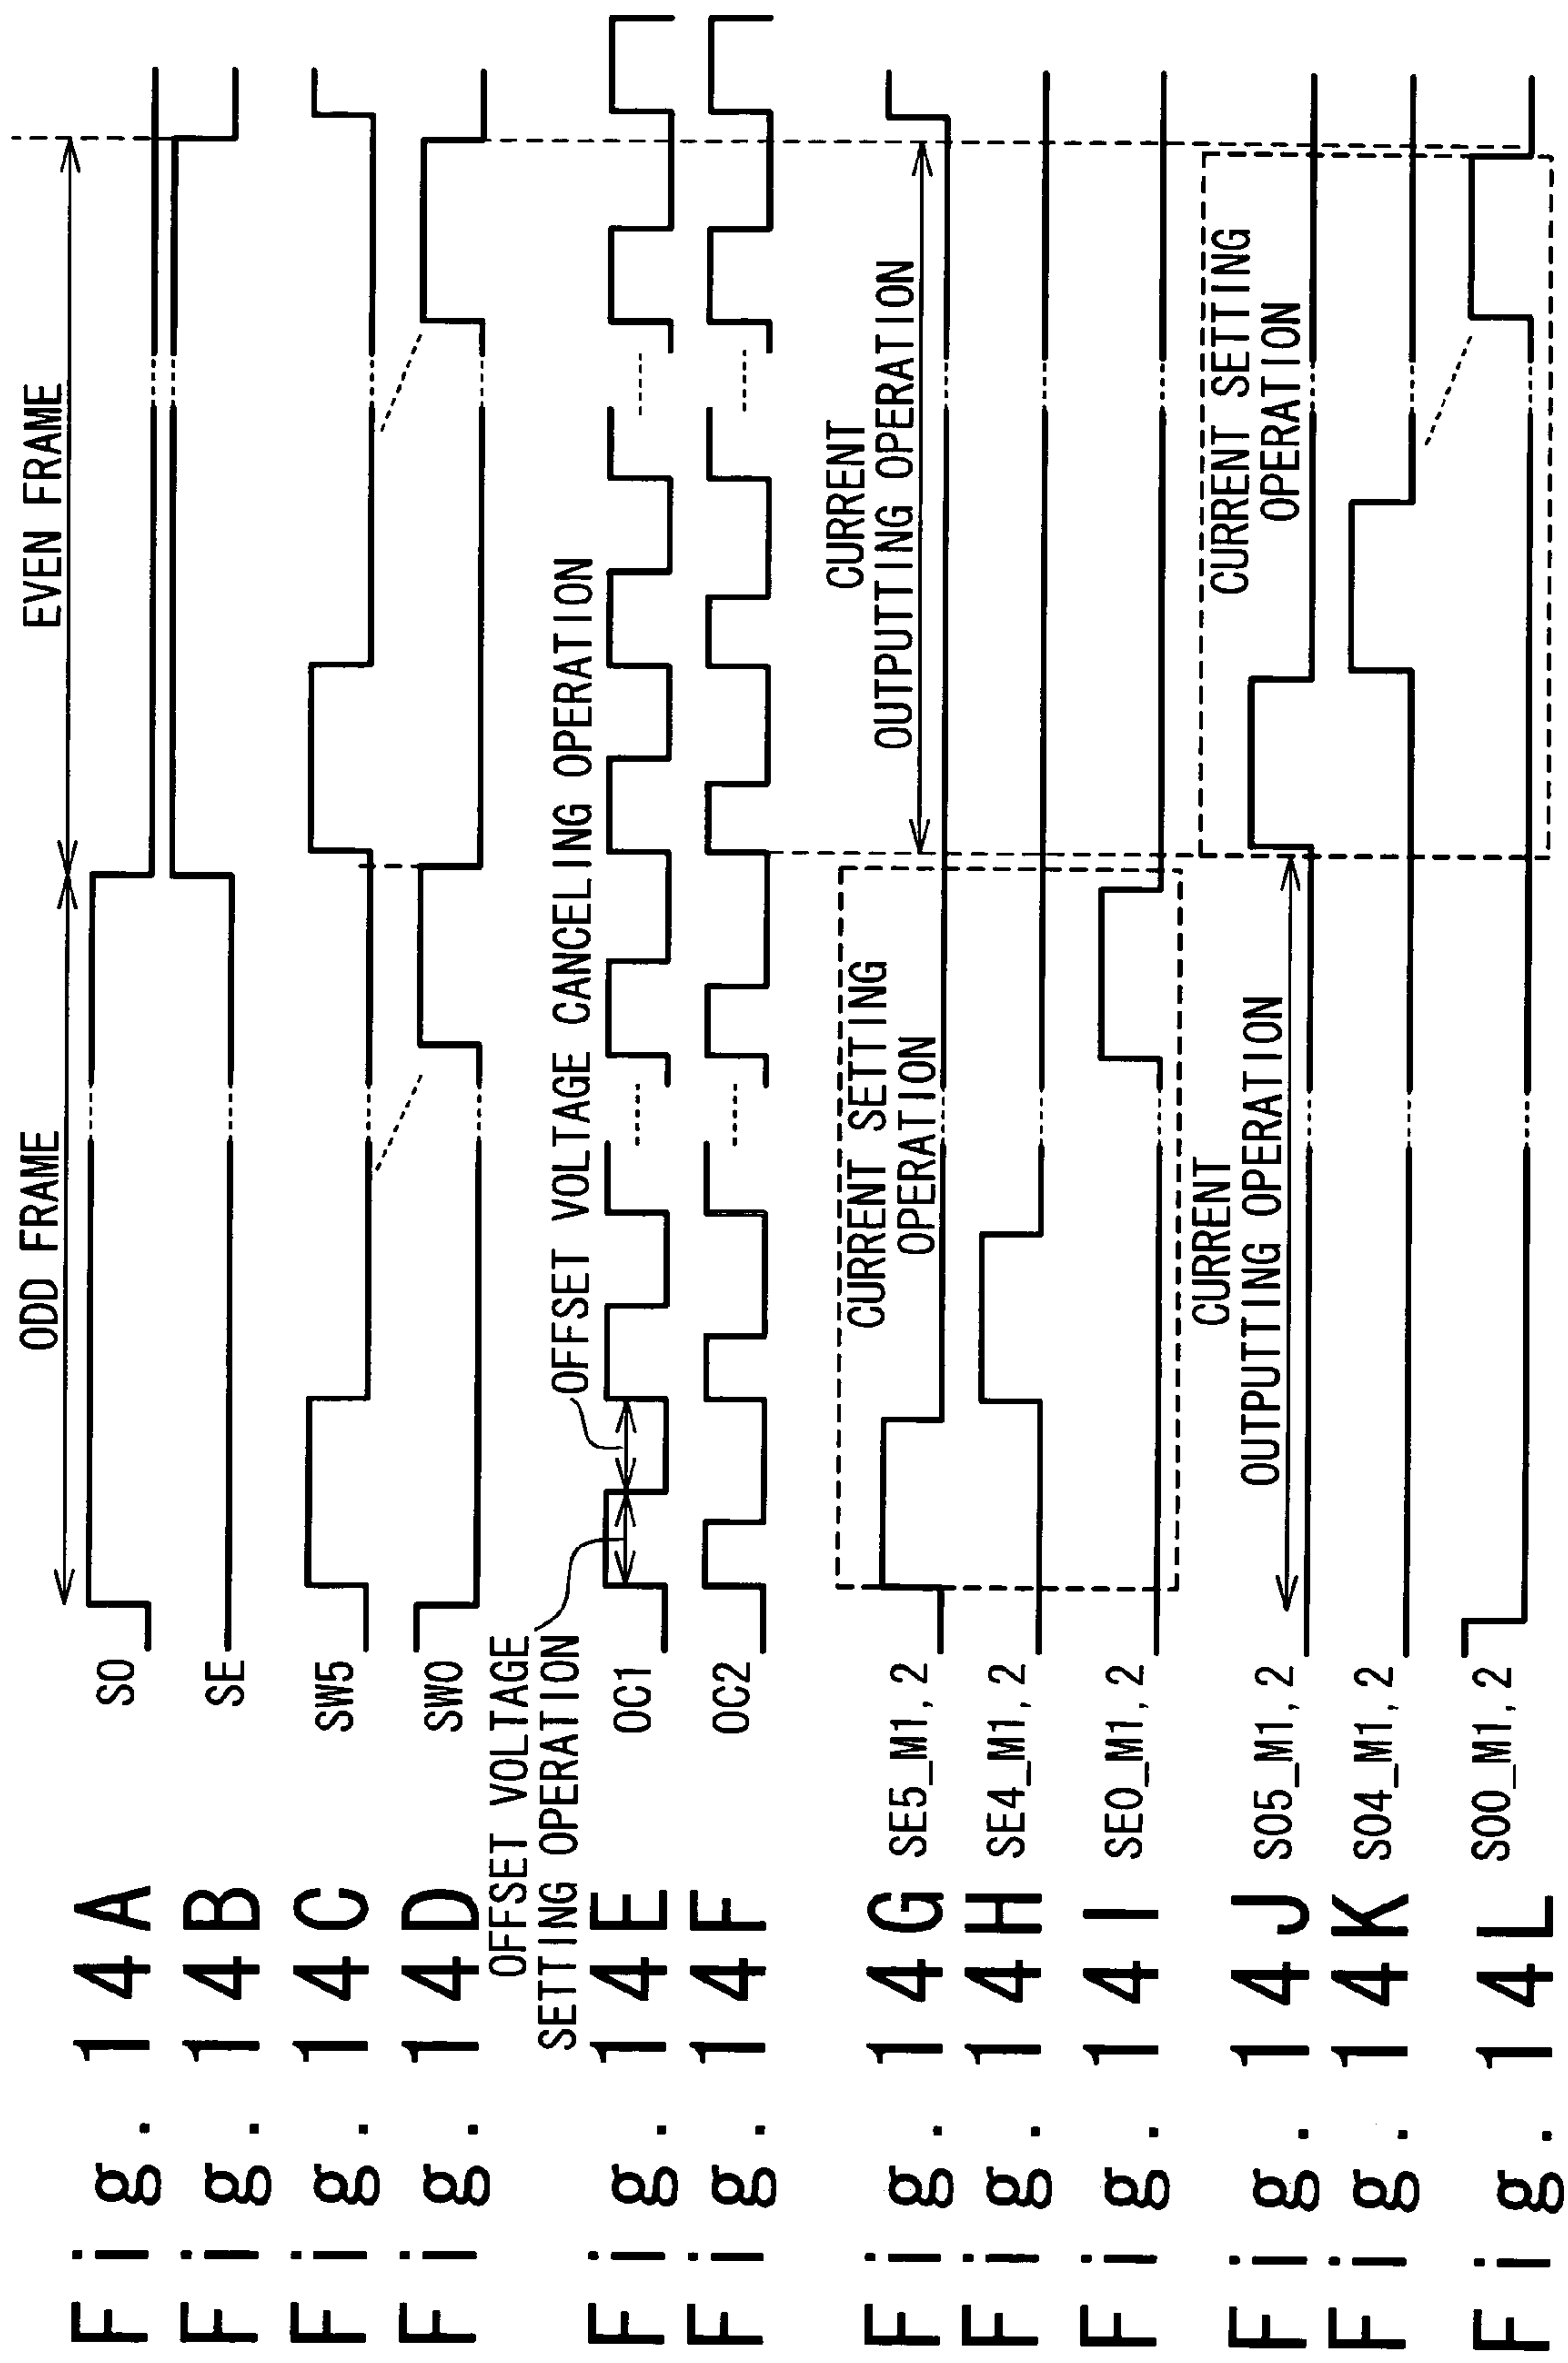 ODD FRAME
EVEN FRAME
Fig. 14A SO
Fig. 14B SE
Fig. 14C SW5
Fig. 14D SW0
OFFSET VOLTAGE
SETTING OPERATION
OFFSET VOLTAGE CANCELING OPERATION
Fig. 14E OC1
Fig. 14F OC2
CURRENT
OUTPUTTING OPERATION
CURRENT SETTING
OPERATION
Fig. 14G SE5_M1,2
Fig. 14H SE4_M1,2
Fig. 14I SE0_M1,2
CURRENT
OUTPUTTING OPERATION
CURRENT SETTING
OPERATION
Fig. 14J SO5_M1,2
Fig. 14K SO4_M1,2
Fig. 14L SO0_M1,2